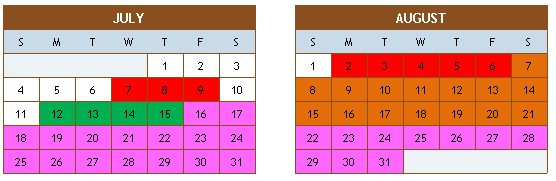 JULY
S M T W T F S
1 2 3
4 5 6 7 8 9 10
11 12 13 14 15 16 17
18 19 20 21 22 23 24
25 26 27 28 29 30 31
AUGUST
S M T W T F S
1 2 3 4 5 6 7
8 9 10 11 12 13 14
15 16 17 18 19 20 21
22 23 24 25 26 27 28
29 30 31